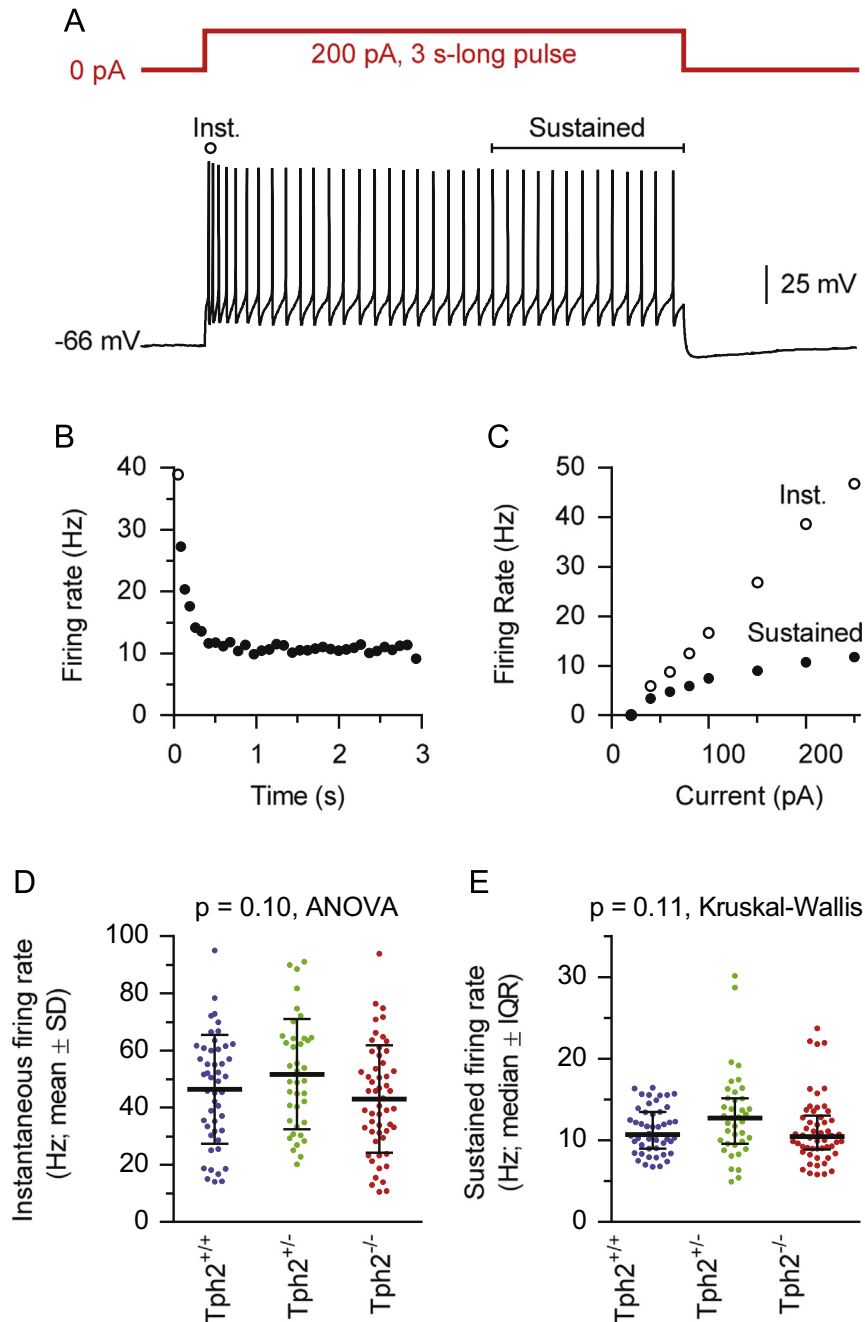 A
200 pA, 3 s-long pulse
0 pA
Inst.
Sustained
25 mV
-66 mV
B
40
30
20
10
0
Firing rate (Hz)
0
1
2
3
Time (s)
C
50
40
30
20
10
0
Firing Rate (Hz)
Inst.
Sustained
0
100
200
Current (pA)
D
p = 0.10, ANOVA
100
80
60
40
20
0
Instantaneous firing rate
(Hz; mean ± SD)
Tph2+/+
Tph2+/-
Tph2-/-
E
p = 0.11, Kruskal-Wallis
30
20
10
0
Sustained firing rate
(Hz; median ± IQR)
Tph2+/+
Tph2+/-
Tph2-/-